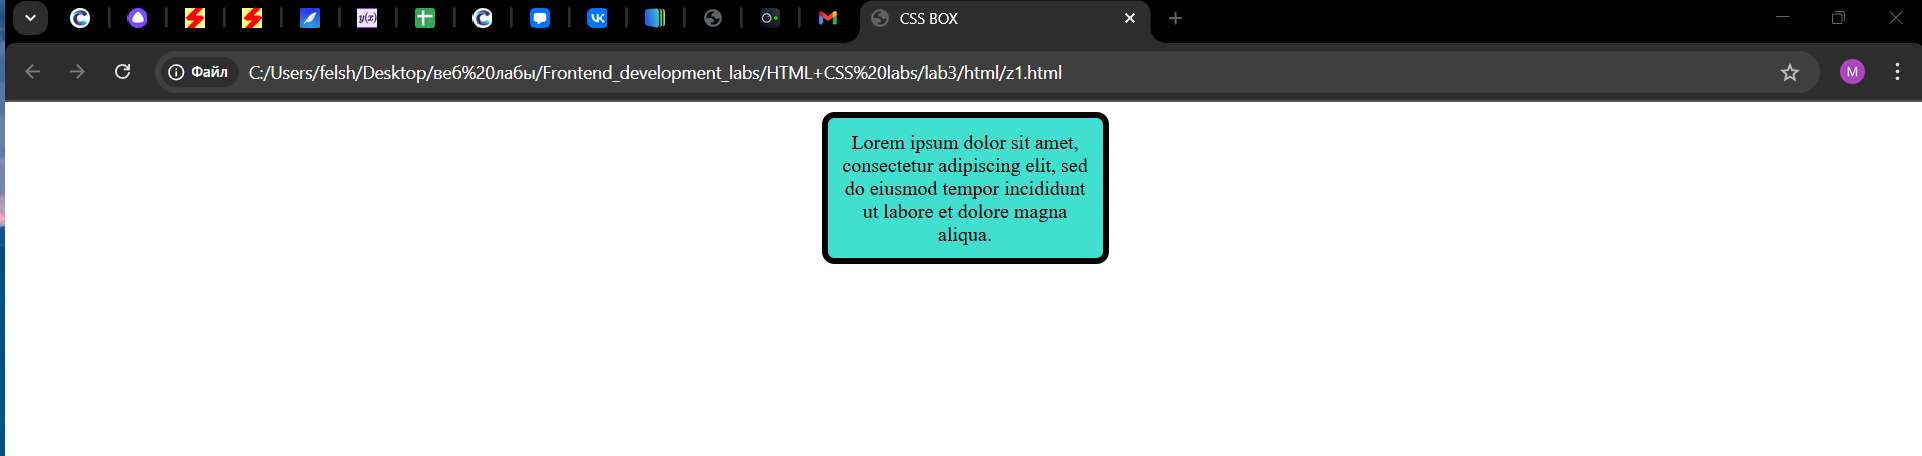 y(x)
CSS BOX
Файл
C:/Users/felsh/Desktop/веб%20лабы/Frontend_development_labs/HTML+CSS%20labs/lab3/html/z1.html
M
Lorem ipsum dolor sit amet,
consectetur adipiscing elit, sed
do eiusmod tempor incididunt
ut labore et dolore magna
aliqua.